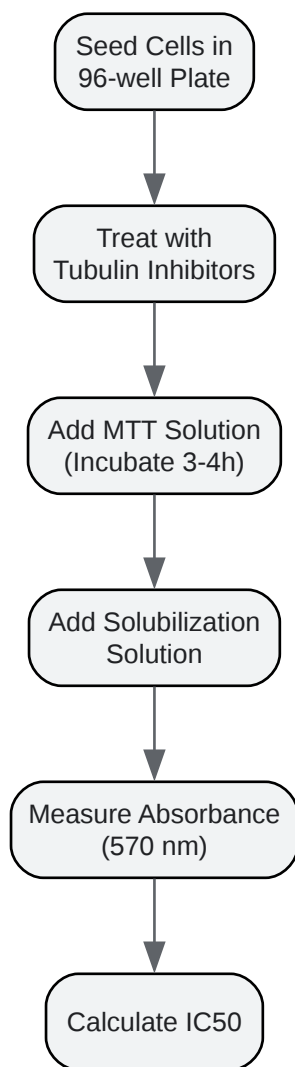 Seed Cells in
96-well Plate
Treat with
Tubulin Inhibitors
Add MTT Solution
(Incubate 3-4h)
Add Solubilization
Solution
Measure Absorbance
(570 nm)
Calculate IC50